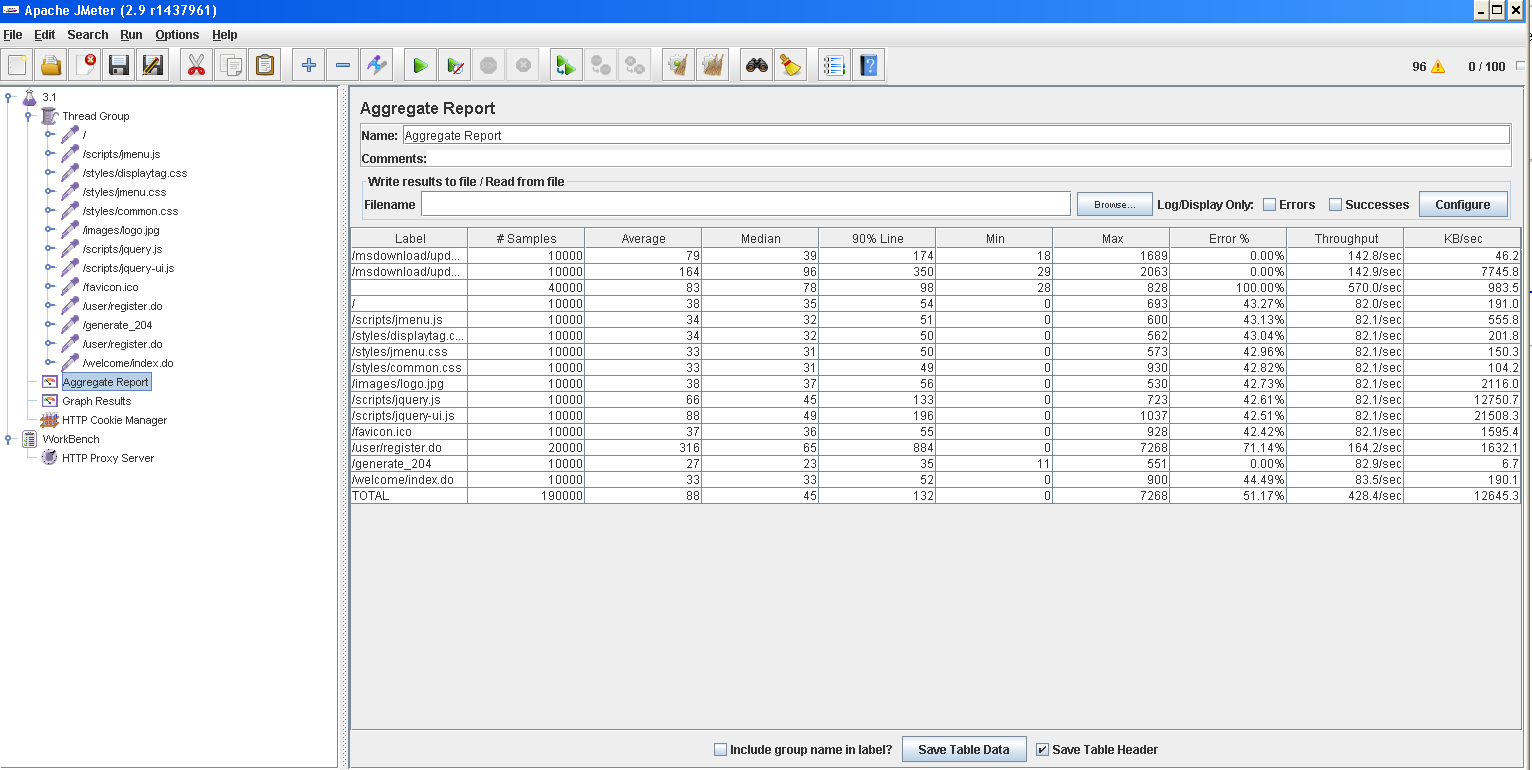 Apache JMeter (2.9 r1437961)
File Edit Search Run Options Help
96 0 / 100
3.1
Thread Group
/
/scripts/jmenu.js
/styles/displaytag.css
/styles/jmenu.css
/styles/common.css
/images/logo.jpg
/scripts/jquery.js
/scripts/jquery-ui.js
/favicon.ico
/user/register.do
/generate_204
/user/register.do
/welcome/index.do
Aggregate Report
Graph Results
HTTP Cookie Manager
WorkBench
HTTP Proxy Server
Aggregate Report
Name: Aggregate Report
Comments:
Write results to file / Read from file
Filename Browse... Log/Display Only: Errors Successes Configure
Label # Samples Average Median 90% Line Min Max Error % Throughput KB/sec
/msdownload/upd... 10000 79 39 174 18 1689 0.00% 142.8/sec 46.2
/msdownload/upd... 10000 164 96 350 29 2063 0.00% 142.9/sec 7745.8
40000 83 78 98 28 828 100.00% 570.0/sec 983.5
/ 10000 38 35 54 0 693 43.27% 82.0/sec 191.0
/scripts/jmenu.js 10000 34 32 51 0 600 43.13% 82.1/sec 555.8
/styles/displaytag.c... 10000 34 32 50 0 562 43.04% 82.1/sec 201.8
/styles/jmenu.css 10000 33 31 50 0 573 42.96% 82.1/sec 150.3
/styles/common.css 10000 33 31 49 0 930 42.82% 82.1/sec 104.2
/images/logo.jpg 10000 38 37 56 0 530 42.73% 82.1/sec 2116.0
/scripts/jquery.js 10000 66 45 133 0 723 42.61% 82.1/sec 12750.7
/scripts/jquery-ui.js 10000 88 49 196 0 1037 42.51% 82.1/sec 21508.3
/favicon.ico 10000 37 36 55 0 928 42.42% 82.1/sec 1595.4
/user/register.do 20000 316 65 884 0 7268 71.14% 164.2/sec 1632.1
/generate_204 10000 27 23 35 11 551 0.00% 82.9/sec 6.7
/welcome/index.do 10000 33 33 52 0 900 44.49% 83.5/sec 190.1
TOTAL 190000 88 45 132 0 7268 51.17% 428.4/sec 12645.3
Include group name in label? Save Table Data Save Table Header